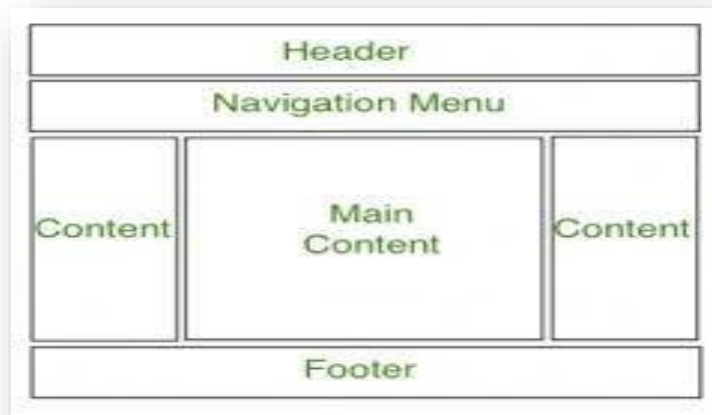 Header
Navigation Menu
Content
Main
Content
Content
Footer